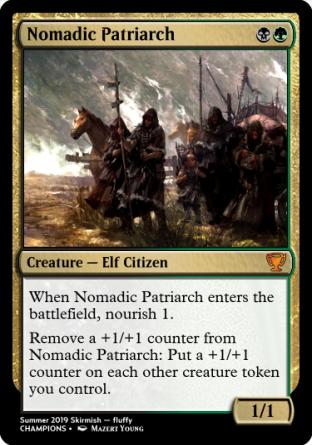 Nomadic Patriarch
Creature — Elf Citizen
When Nomadic Patriarch enters the
battlefield, nourish 1.
Remove a +1/+1 counter from
Nomadic Patriarch: Put a +1/+1
counter on each other creature token
you control.
1/1
Summer 2019 Skirmish — fluffy
CHAMPIONS • Mazert Young